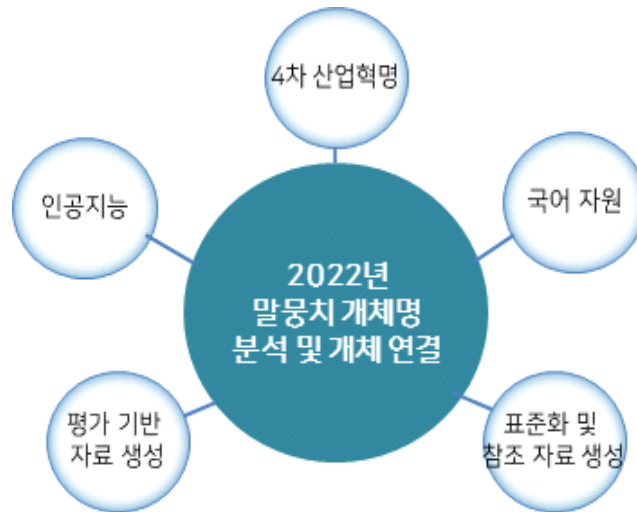 4차 산업혁명
인공지능
국어 자원
2022년
말뭉치 개체명
분석 및 개체 연결
평가 기반
자료 생성
표준화 및
참조 자료 생성